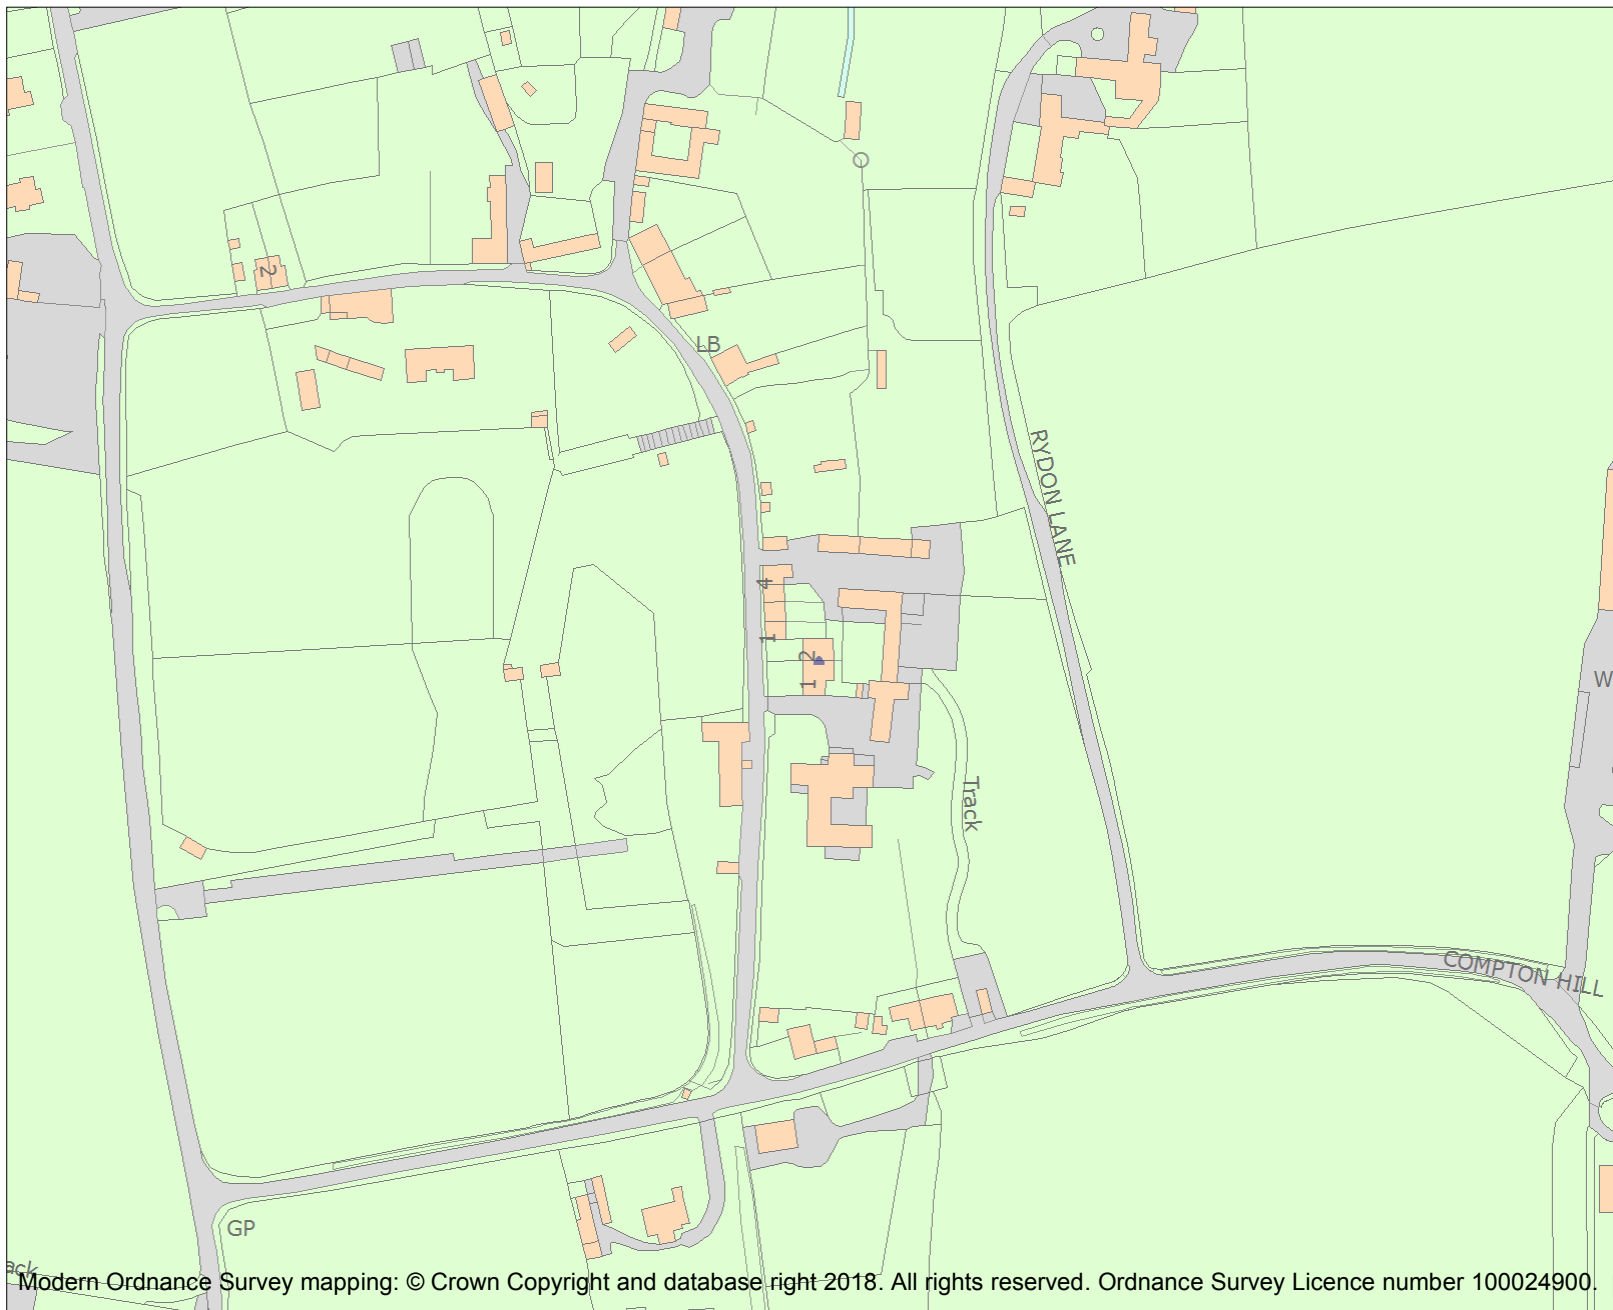 2
LB
RYDON LANE
4
1
2
1
W
Track
COMPTON HILL
GP
ack
Modern Ordnance Survey mapping: © Crown Copyright and database right 2018. All rights reserved. Ordnance Survey Licence number 100024900.